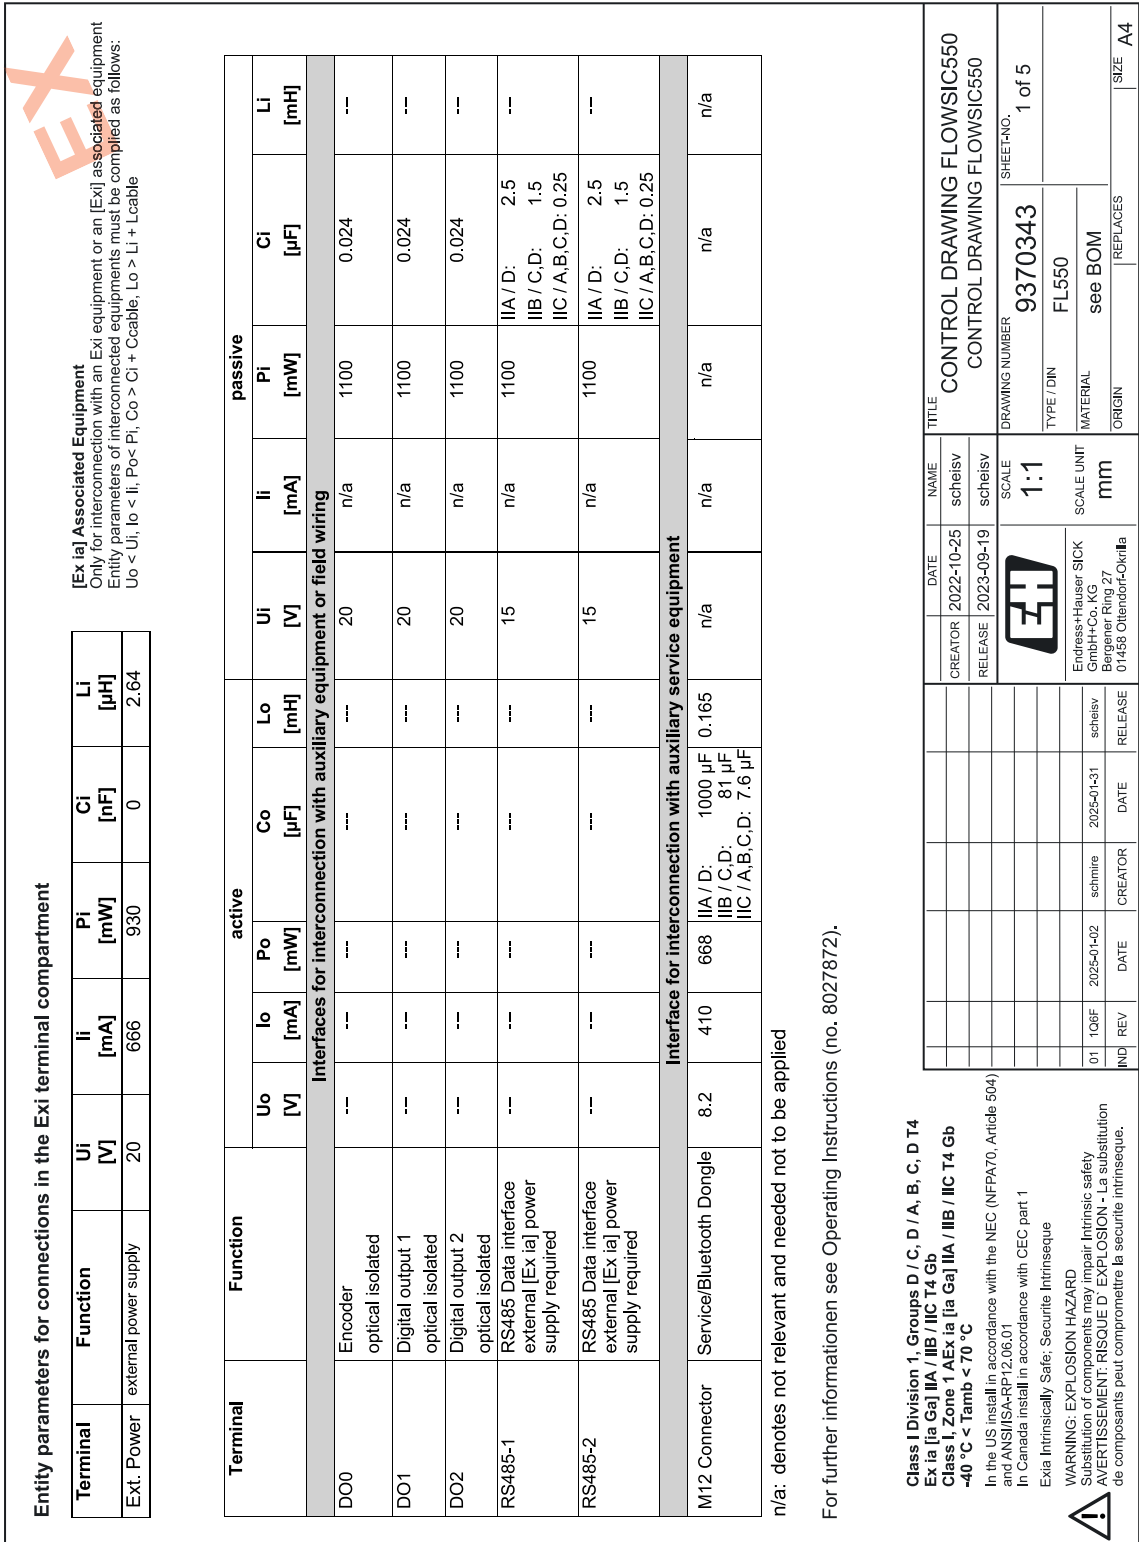 EX
Entity parameters for connections in the Exi terminal compartment
Terminal Function Ui [V] Ii [mA] Pi [mW] Ci [nF] Li [µH]
Ext. Power external power supply 20 666 930 0 2.64
[Ex ia] Associated Equipment
Only for interconnection with an Exi equipment or an [Exi] associated equipment
Entity parameters of interconnected equipments must be complied as follows:
Uo < Ui, Io < Ii, Po< Pi, Co > Ci + Ccable, Lo > Li + Lcable
Terminal Function active passive
Uo [V] Io [mA] Po [mW] Co [µF] Lo [mH] Ui [V] Ii [mA] Pi [mW] Ci [µF] Li [mH]
Interfaces for interconnection with auxiliary equipment or field wiring
DO0 Encoder --- --- --- --- --- 20 n/a 1100 0.024 ---
optical isolated
DO1 Digital output 1 --- --- --- --- --- 20 n/a 1100 0.024 ---
optical isolated
DO2 Digital output 2 --- --- --- --- --- 20 n/a 1100 0.024 ---
optical isolated
RS485-1 RS485 Data interface --- --- --- --- --- 15 n/a 1100 IIA / D: 2.5 ---
external [Ex ia] power IIB / C,D: 1.5
supply required IIC / A,B,C,D: 0.25
RS485-2 RS485 Data interface --- --- --- --- --- 15 n/a 1100 IIA / D: 2.5 ---
external [Ex ia] power IIB / C,D: 1.5
supply required IIC / A,B,C,D: 0.25
Interface for interconnection with auxiliary service equipment
M12 Connector Service/Bluetooth Dongle 8.2 410 668 IIA / D: 1000 µF 0.165 n/a n/a n/a n/a n/a
IIB / C,D: 81 µF
IIC / A,B,C,D: 7.6 µF
n/a: denotes not relevant and needed not to be applied
For further informationen see Operating Instructions (no. 8027872).
Class I Division 1, Groups D / C, D / A, B, C, D T4
Ex ia [ia Ga] IIA / IIB / IIC T4 Gb
Class I, Zone 1 AEx ia [ia Ga] IIA / IIB / IIC T4 Gb
-40 °C < Tamb < 70 °C
In the US install in accordance with the NEC (NFPA70, Article 504)
and ANSI/ISA-RP12.06.01
In Canada install in accordance with CEC part 1
Exia Intrinsically Safe; Securite Intrinseque
WARNING: EXPLOSION HAZARD
Substitution of components may impair Intrinsic safety
AVERTISSEMENT: RISQUE D` EXPLOSION - La substitution
de composants peut compromettre la securite intrinseque.
01 1Q6F 2025-01-02 schmire 2025-01-31 scheisv
IND REV DATE CREATOR DATE RELEASE
DATE NAME
CREATOR 2022-10-25 scheisv
RELEASE 2023-09-19 scheisv
EH
Endress+Hauser SICK
GmbH+Co. KG
Bergener Ring 27
01458 Ottendorf-Okrilla
SCALE
1:1
SCALE UNIT
mm
TITLE
CONTROL DRAWING FLOWSIC550
CONTROL DRAWING FLOWSIC550
DRAWING NUMBER
9370343
SHEET-NO.
1 of 5
TYPE / DIN
FL550
MATERIAL
see BOM
ORIGIN
REPLACES
SIZE A4